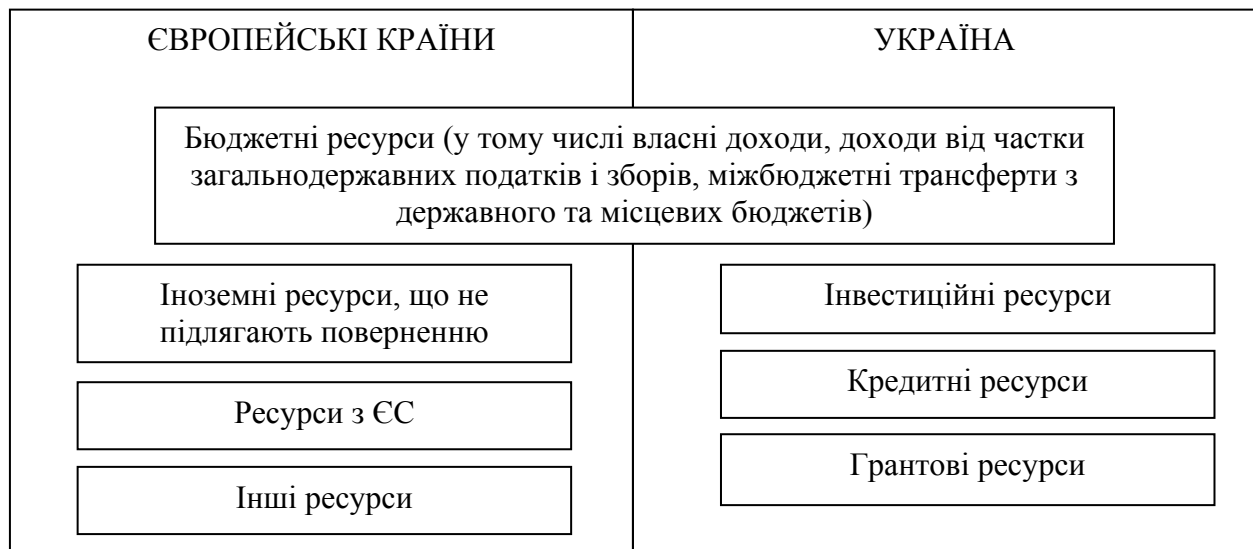 ЄВРОПЕЙСЬКІ КРАЇНИ
УКРАЇНА
Бюджетні ресурси (у тому числі власні доходи, доходи від частки
загальнодержавних податків і зборів, міжбюджетні трансферти з
державного та місцевих бюджетів)
Іноземні ресурси, що не
підлягають поверненню
Ресурси з ЄС
Інші ресурси
Інвестиційні ресурси
Кредитні ресурси
Грантові ресурси